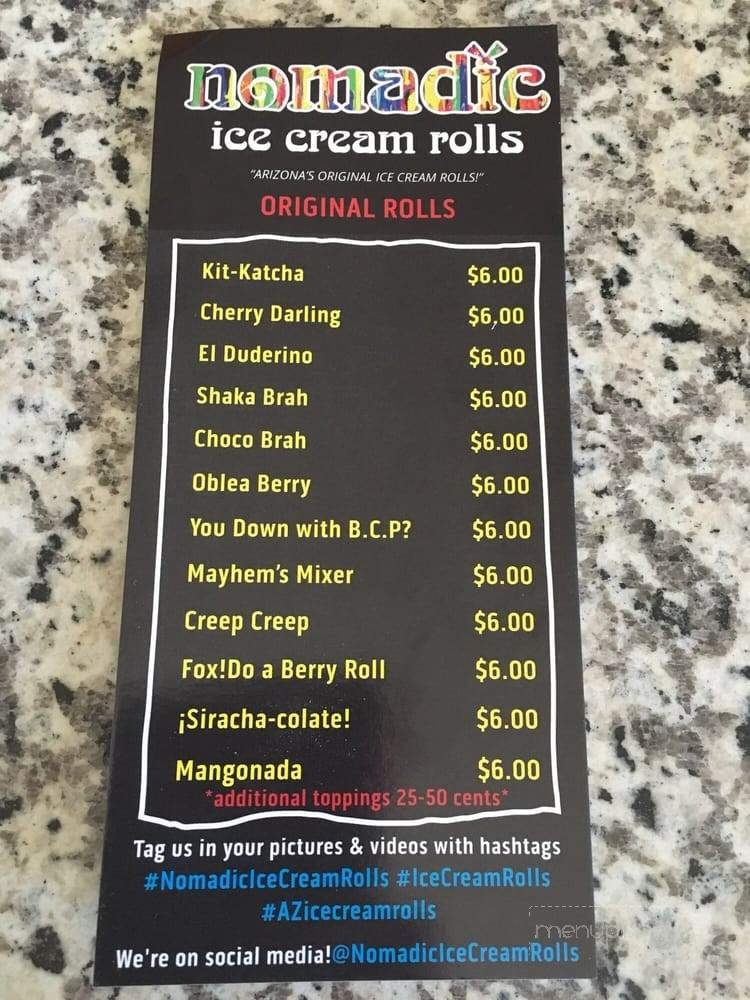 nomadic
ice cream rolls
"ARIZONA'S ORIGINAL ICE CREAM ROLLS!"
ORIGINAL ROLLS
Kit-Katcha $6.00
Cherry Darling $6,00
El Duderino $6.00
Shaka Brah $6.00
Choco Brah $6.00
Oblea Berry $6.00
You Down with B.C.P? $6.00
Mayhem's Mixer $6.00
Creep Creep $6.00
Fox!Do a Berry Roll $6.00
¡Siracha-colate! $6.00
Mangonada $6.00
*additional toppings 25-50 cents*
Tag us in your pictures & videos with hashtags
#NomadicIceCreamRolls #IceCreamRolls
#AZicecreamrolls
We're on social media!@NomadicIceCreamRolls